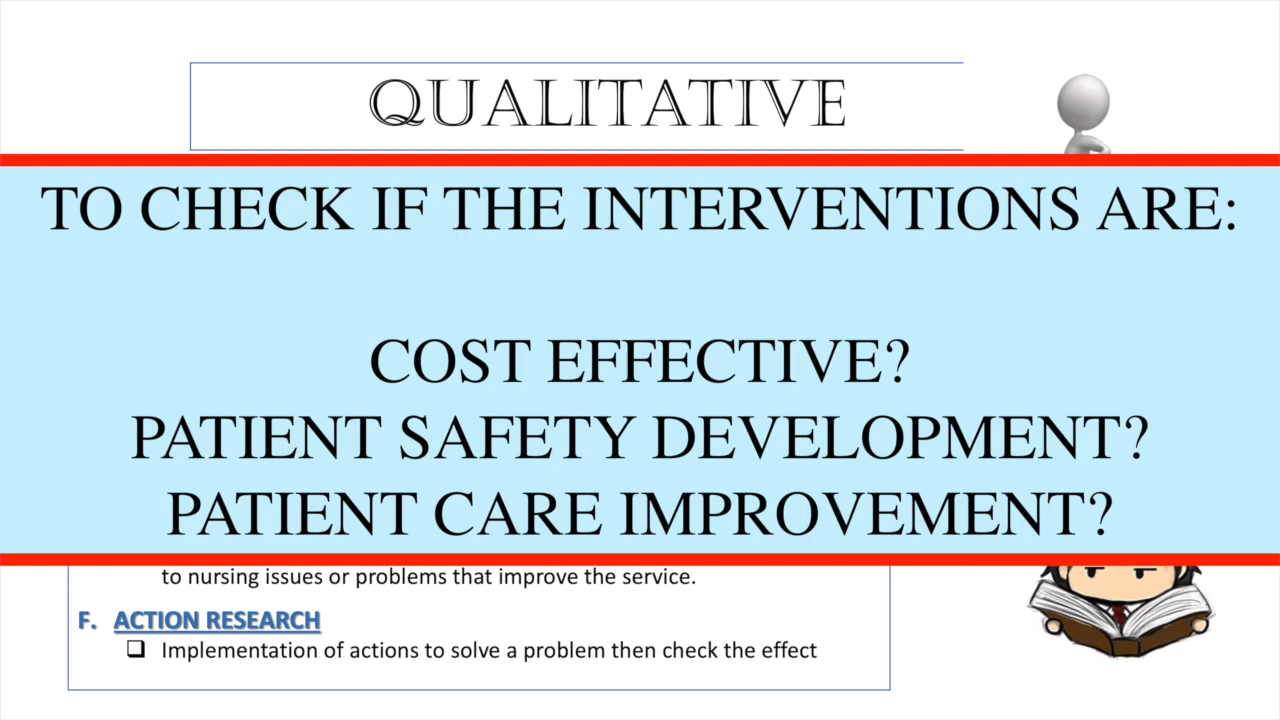 QUALITATIVE
TO CHECK IF THE INTERVENTIONS ARE:
COST EFFECTIVE?
PATIENT SAFETY DEVELOPMENT?
PATIENT CARE IMPROVEMENT?
to nursing issues or problems that improve the service.
F. ACTION RESEARCH
❑ Implementation of actions to solve a problem then check the effect